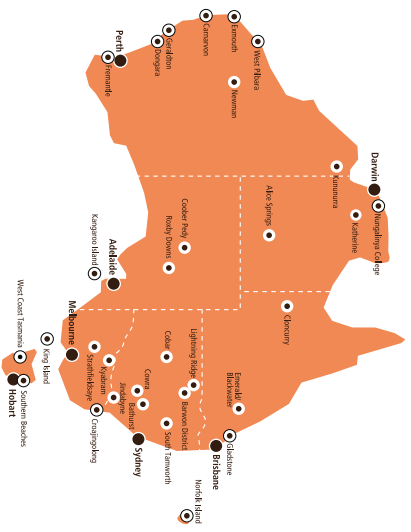 Perth
Fremantle
Dongara
Geraldton
Carnarvon
Exmouth
West Pilbara
Newman
Darwin
Nungalinya College
Kununurra
Katherine
Alice Springs
Coober Pedy
Roxby Downs
Adelaide
Kangaroo Island
Cloncurry
Emerald/
Blackwater
Gladstone
Brisbane
Lightning Ridge
Cobar
Barwon District
South Tamworth
Cowra
Bathurst
Sydney
Jindabyne
Kyabram
Strathfieldsaye
Croajingolong
Melbourne
King Island
West Coast Tasmania
Southern Beaches
Hobart
Norfolk Island